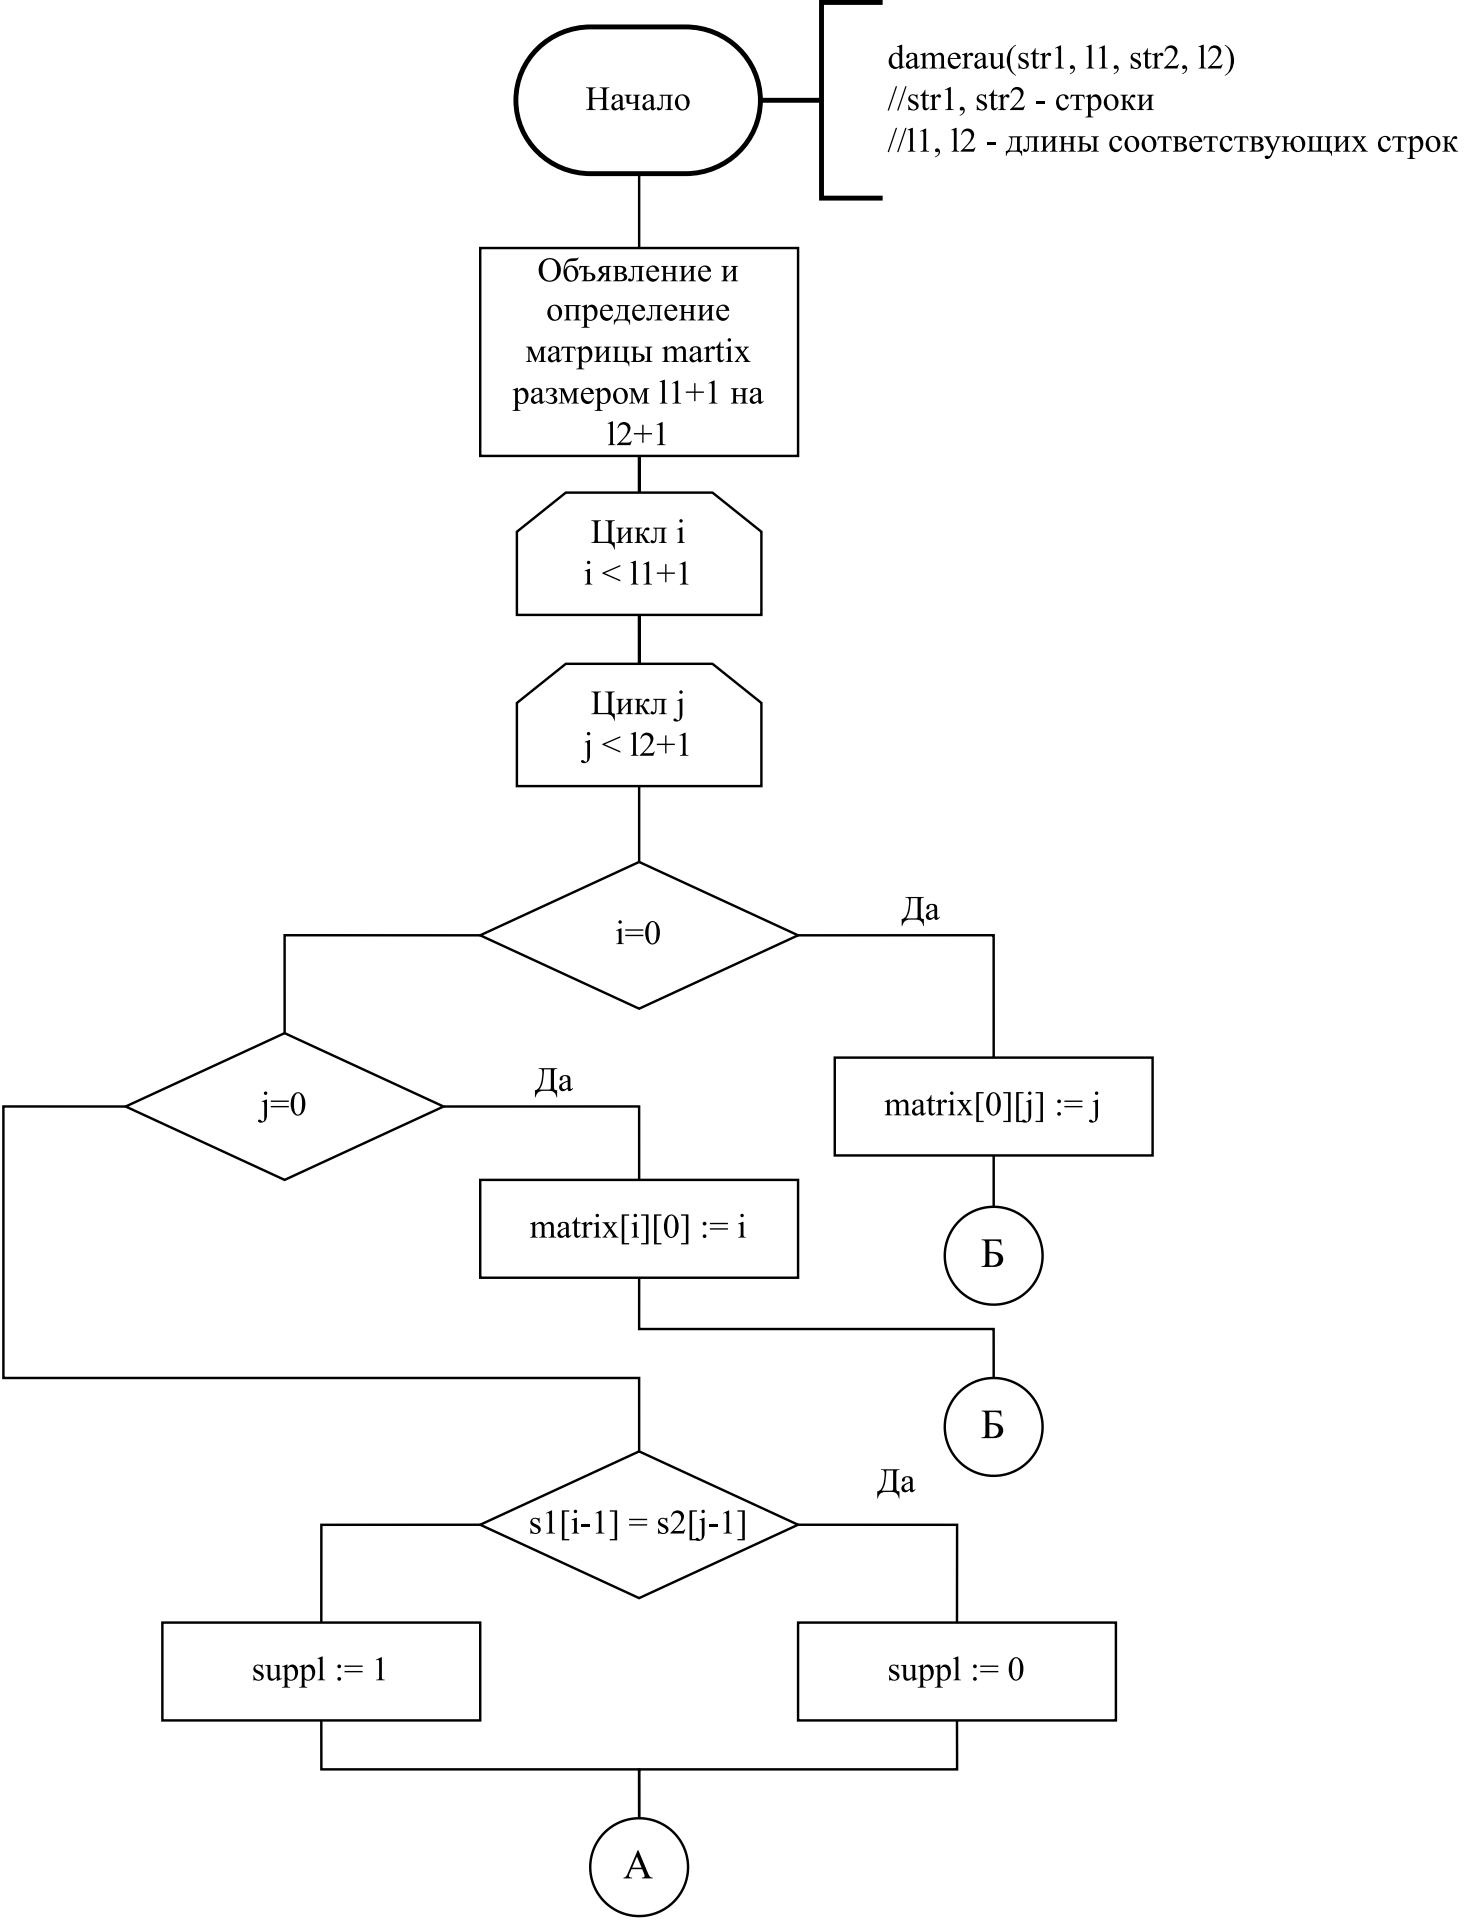 Начало
damerau(str1, l1, str2, l2)
//str1, str2 - строки
//l1, l2 - длины соответствующих строк
Объявление и
определение
матрицы martix
размером l1+1 на
l2+1
Цикл i
i < l1+1
Цикл j
j < l2+1
i=0
Да
j=0
Да
matrix[0][j] := j
matrix[i][0] := i
Б
Б
s1[i-1] = s2[j-1]
Да
suppl := 1
suppl := 0
А